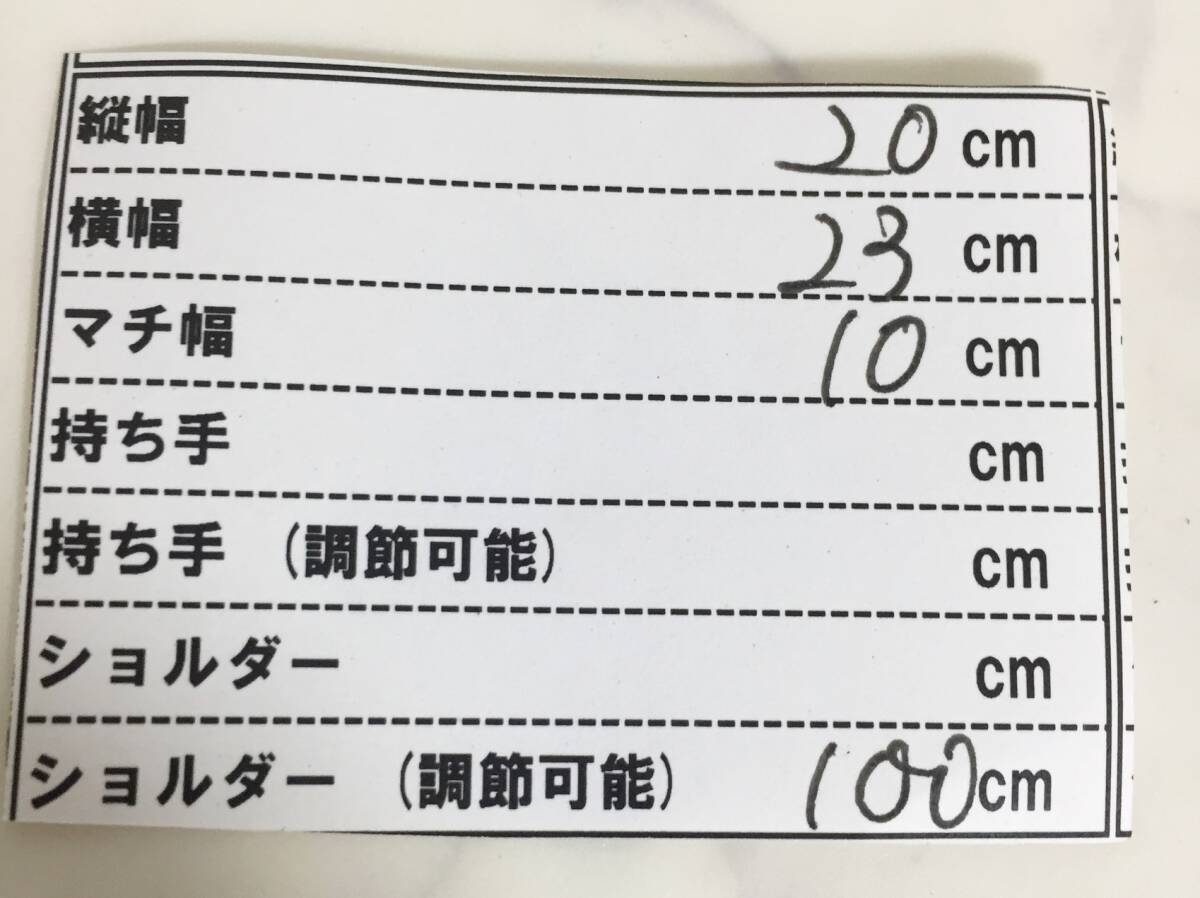 縦幅 20 cm
横幅 23 cm
マチ幅 10 cm
持ち手 cm
持ち手 (調節可能) cm
ショルダー cm
ショルダー (調節可能) 100 cm